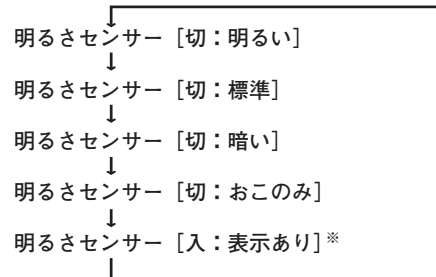 明るさセンサー［切：明るい］
明るさセンサー［切：標準］
明るさセンサー［切：暗い］
明るさセンサー［切：おこのみ］
明るさセンサー［入：表示あり］※